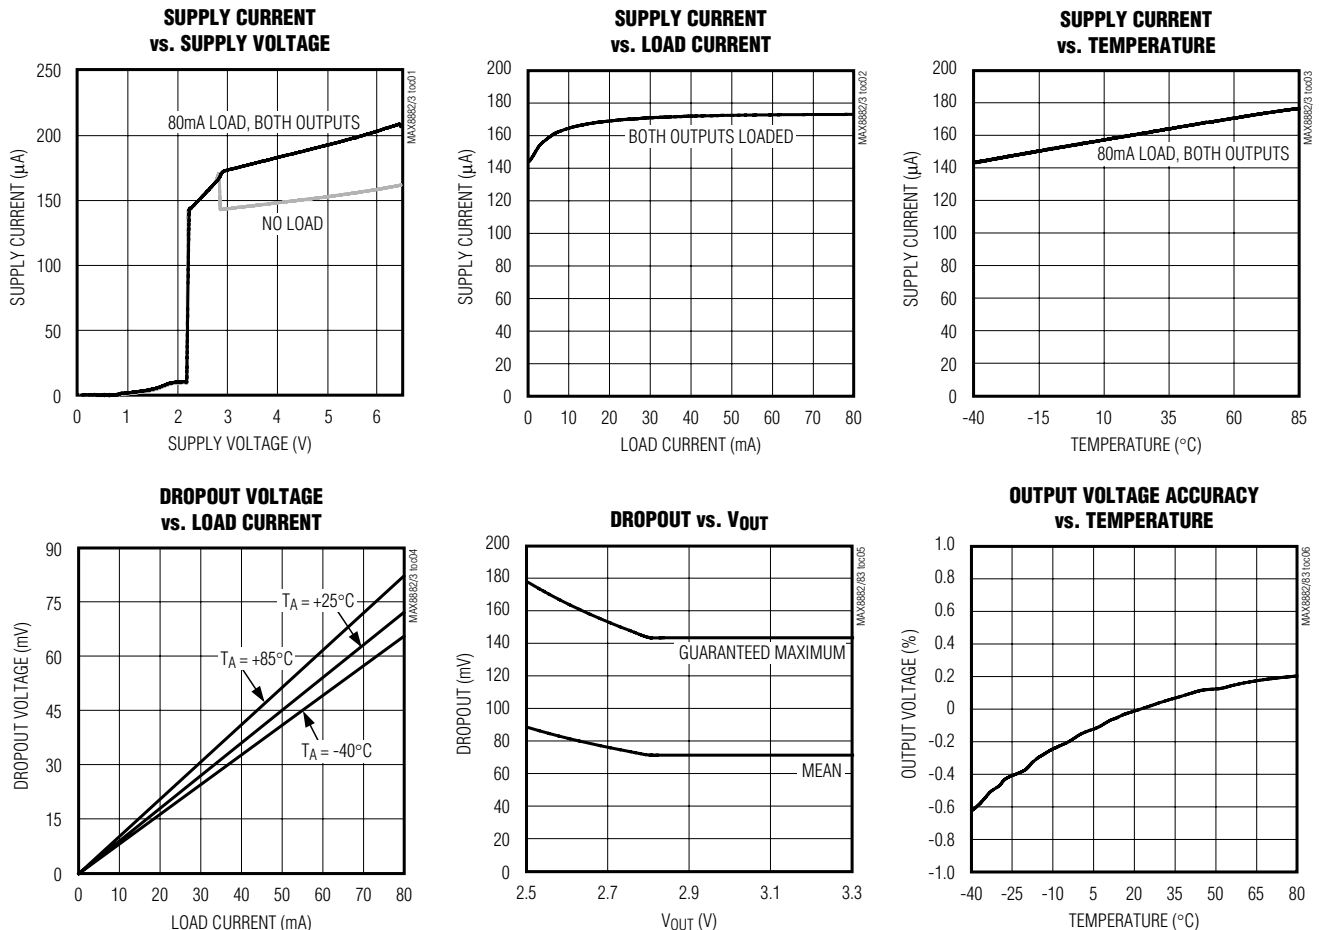 SUPPLY CURRENT
vs. SUPPLY VOLTAGE
250
200
150
100
50
0
SUPPLY CURRENT (µA)
80mA LOAD, BOTH OUTPUTS
NO LOAD
MAX8882/3 toc01
0 1 2 3 4 5 6
SUPPLY VOLTAGE (V)
SUPPLY CURRENT
vs. LOAD CURRENT
200
180
160
140
120
100
80
60
40
20
0
SUPPLY CURRENT (µA)
BOTH OUTPUTS LOADED
MAX8882/3 toc02
0 10 20 30 40 50 60 70 80
LOAD CURRENT (mA)
SUPPLY CURRENT
vs. TEMPERATURE
200
180
160
140
120
100
80
60
40
20
0
SUPPLY CURRENT (µA)
80mA LOAD, BOTH OUTPUTS
MAX8882/3 toc03
-40 -15 10 35 60 85
TEMPERATURE (°C)
DROPOUT VOLTAGE
vs. LOAD CURRENT
90
75
60
45
30
15
0
DROPOUT VOLTAGE (mV)
TA = +25°C
TA = +85°C
TA = -40°C
MAX8882/3 toc04
0 10 20 30 40 50 60 70 80
LOAD CURRENT (mA)
DROPOUT vs. VOUT
200
180
160
140
120
100
80
60
40
20
0
DROPOUT (mV)
GUARANTEED MAXIMUM
MEAN
MAX8882/83 toc05
2.5 2.7 2.9 3.1 3.3
VOUT (V)
OUTPUT VOLTAGE ACCURACY
vs. TEMPERATURE
1.0
0.8
0.6
0.4
0.2
0
-0.2
-0.4
-0.6
-0.8
-1.0
OUTPUT VOLTAGE (%)
MAX8882/83 toc06
-40 -25 -10 5 20 35 50 65 80
TEMPERATURE (°C)